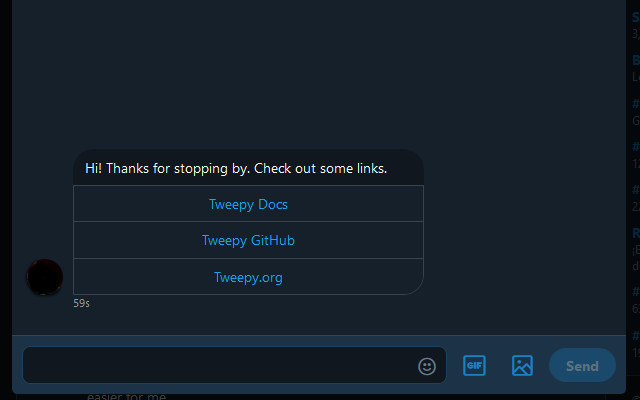 Hi! Thanks for stopping by. Check out some links.
Tweepy Docs
Tweepy GitHub
Tweepy.org
59s
GIF
Send
easier for me